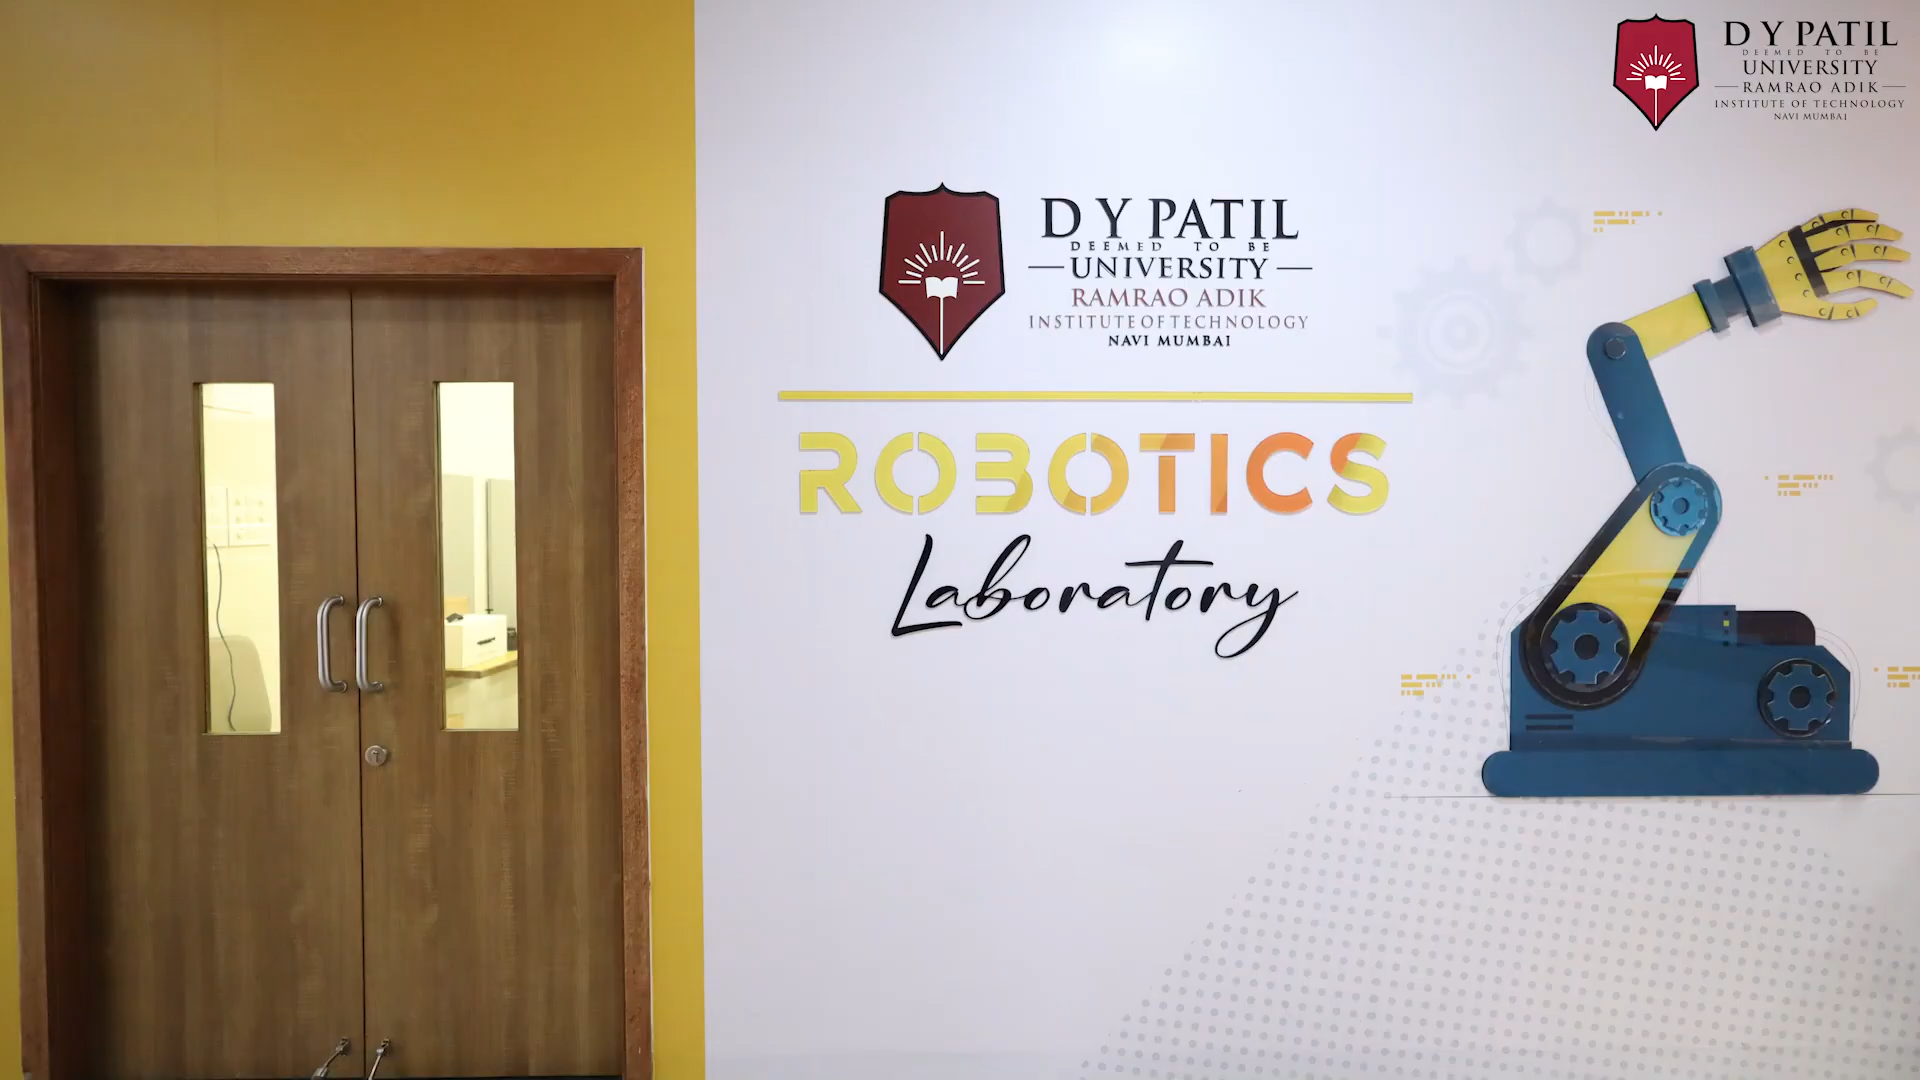 D Y PATIL
DEEMED TO BE
UNIVERSITY
RAMRAO ADIK
INSTITUTE OF TECHNOLOGY
NAVI MUMBAI
D Y PATIL
DEEMED TO BE
UNIVERSITY
RAMRAO ADIK
INSTITUTE OF TECHNOLOGY
NAVI MUMBAI
ROBOTICS
Laboratory